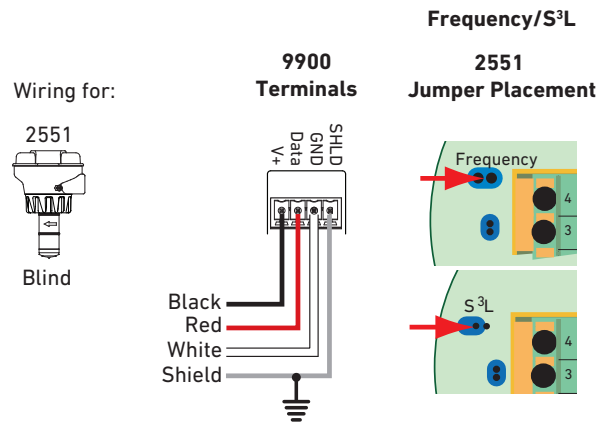 Frequency/S³L
Wiring for:
9900
Terminals
2551
Jumper Placement
2551
Blind
V+
Data
GND
SHLD
Black
Red
White
Shield
Frequency
4
3
S³L
4
3